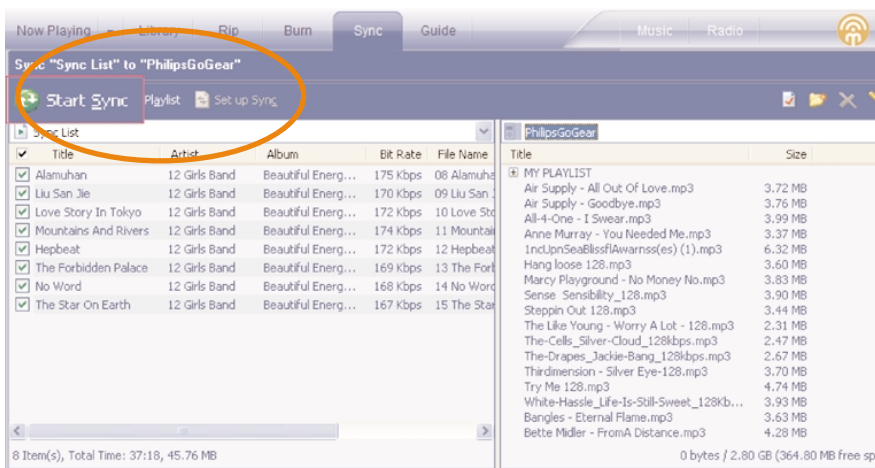 Now Playing Library Rip Burn Sync Guide Music Radio
Sync "Sync List" to "PhilipsGoGear"
Start Sync Playlist Set up Sync
Sync List
Title Artist Album Bit Rate File Name
Alamuhan 12 Girls Band Beautiful Energ... 175 Kbps 08 Alamuha
Liu San Jie 12 Girls Band Beautiful Energ... 170 Kbps 09 Liu San J
Love Story In Tokyo 12 Girls Band Beautiful Energ... 172 Kbps 10 Love Sto
Mountains And Rivers 12 Girls Band Beautiful Energ... 174 Kbps 11 Mountai
Hepbeat 12 Girls Band Beautiful Energ... 172 Kbps 12 Hepbeat
The Forbidden Palace 12 Girls Band Beautiful Energ... 169 Kbps 13 The Forb
No Word 12 Girls Band Beautiful Energ... 168 Kbps 14 No Word
The Star On Earth 12 Girls Band Beautiful Energ... 167 Kbps 15 The Star
8 Item(s), Total Time: 37:18, 45.76 MB
PhilipsGoGear
Title Size
MY PLAYLIST
Air Supply - All Out Of Love.mp3 3.72 MB
Air Supply - Goodbye.mp3 3.76 MB
All-4-One - I Swear.mp3 3.99 MB
Anne Murray - You Needed Me.mp3 3.37 MB
1ncUpnSeaBlissflAwarnss(es) (1).mp3 6.32 MB
Hang loose 128.mp3 3.60 MB
Marcy Playground - No Money No.mp3 3.83 MB
Sense Sensibility_128.mp3 3.90 MB
Steppin Out 128.mp3 3.44 MB
The Like Young - Worry A Lot - 128.mp3 2.31 MB
The-Cells_Silver-Cloud_128kbps.mp3 2.47 MB
The-Drapes_Jackie-Bang_128kbps.mp3 2.67 MB
Thirdimension - Silver Eye-128.mp3 3.70 MB
Try Me 128.mp3 4.74 MB
White-Hassle_Life-Is-Still-Sweet_128Kb... 3.93 MB
Bangles - Eternal Flame.mp3 3.63 MB
Bette Midler - FromA Distance.mp3 4.28 MB
0 bytes / 2.80 GB (364.80 MB free sp